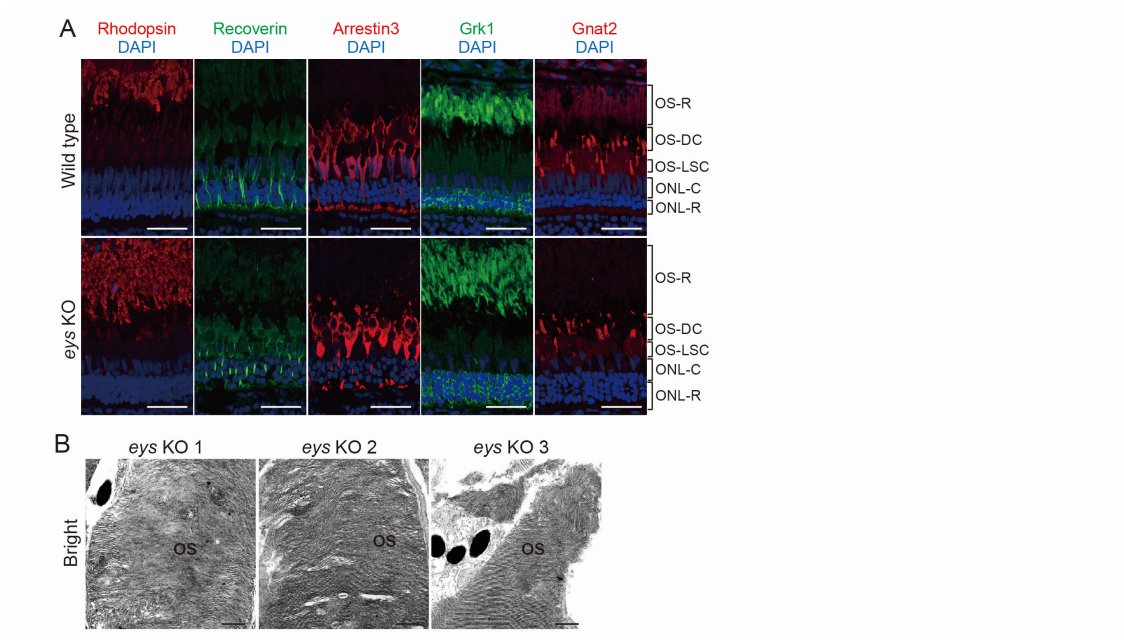 A
Rhodopsin Recoverin Arrestin3 Grk1 Gnat2
DAPI DAPI DAPI DAPI DAPI
Wild type
OS-R
OS-DC
OS-LSC
ONL-C
ONL-R
eys KO
OS-R
OS-DC
OS-LSC
ONL-C
ONL-R
B
eys KO 1 eys KO 2 eys KO 3
Bright
OS OS OS